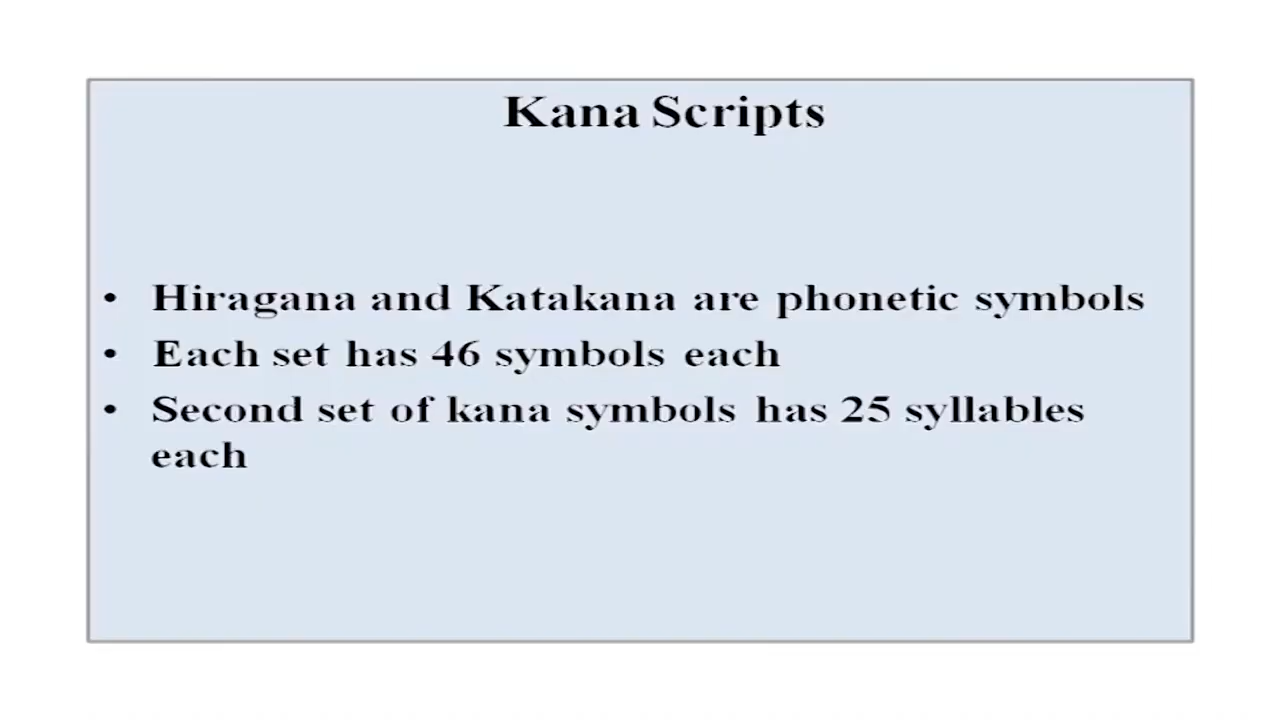 Kana Scripts
• Hiragana and Katakana are phonetic symbols
• Each set has 46 symbols each
• Second set of kana symbols has 25 syllables
each